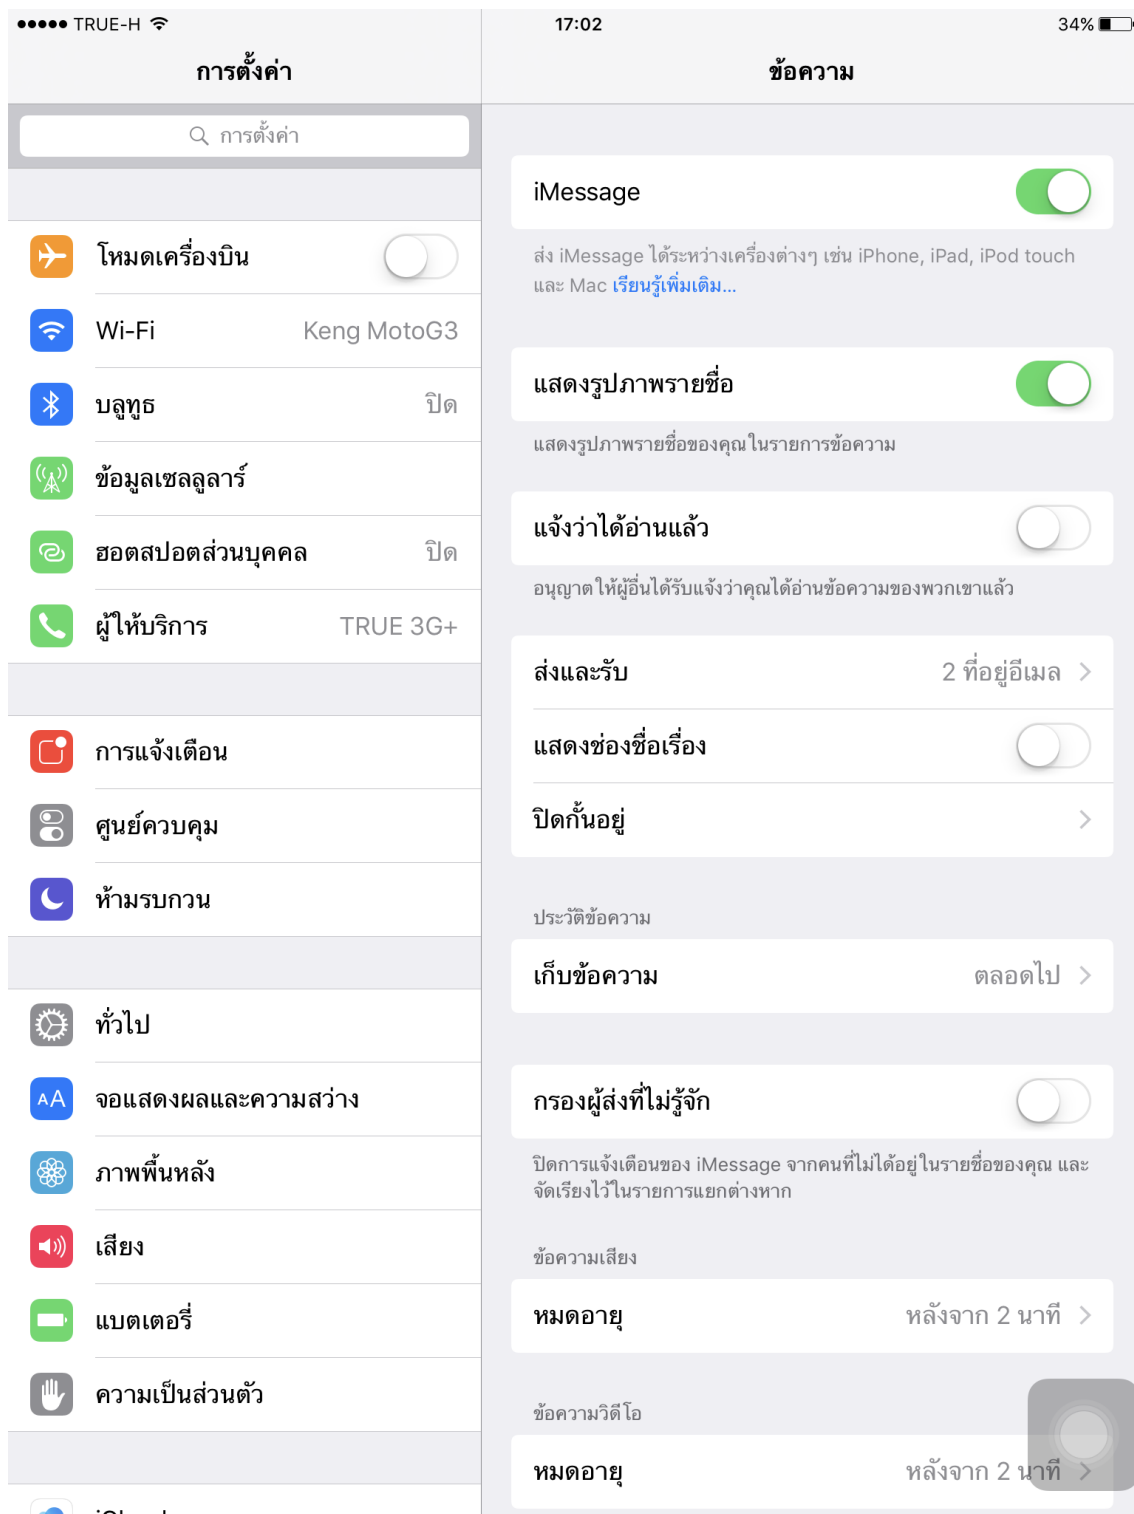 TRUE-H
17:02
34%
การตั้งค่า
การตั้งค่า
โหมดเครื่องบิน
Wi-Fi Keng MotoG3
บลูทูธ ปิด
ข้อมูลเซลลูลาร์
ฮอตสปอตส่วนบุคคล ปิด
ผู้ให้บริการ TRUE 3G+
การแจ้งเตือน
ศูนย์ควบคุม
ห้ามรบกวน
ทั่วไป
AA จอแสดงผลและความสว่าง
ภาพพื้นหลัง
เสียง
แบตเตอรี่
ความเป็นส่วนตัว
ข้อความ
iMessage
ส่ง iMessage ได้ระหว่างเครื่องต่างๆ เช่น iPhone, iPad, iPod touch
และ Mac เรียนรู้เพิ่มเติม...
แสดงรูปภาพรายชื่อ
แสดงรูปภาพรายชื่อของคุณในรายการข้อความ
แจ้งว่าได้อ่านแล้ว
อนุญาตให้ผู้อื่นได้รับแจ้งว่าคุณได้อ่านข้อความของพวกเขาแล้ว
ส่งและรับ 2 ที่อยู่อีเมล
แสดงช่องชื่อเรื่อง
ปิดกั้นอยู่
ประวัติข้อความ
เก็บข้อความ ตลอดไป
กรองผู้ส่งที่ไม่รู้จัก
ปิดการแจ้งเตือนของ iMessage จากคนที่ไม่ได้อยู่ในรายชื่อของคุณ และ
จัดเรียงไว้ในรายการแยกต่างหาก
ข้อความเสียง
หมดอายุ หลังจาก 2 นาที
ข้อความวิดีโอ
หมดอายุ หลังจาก 2 นาที